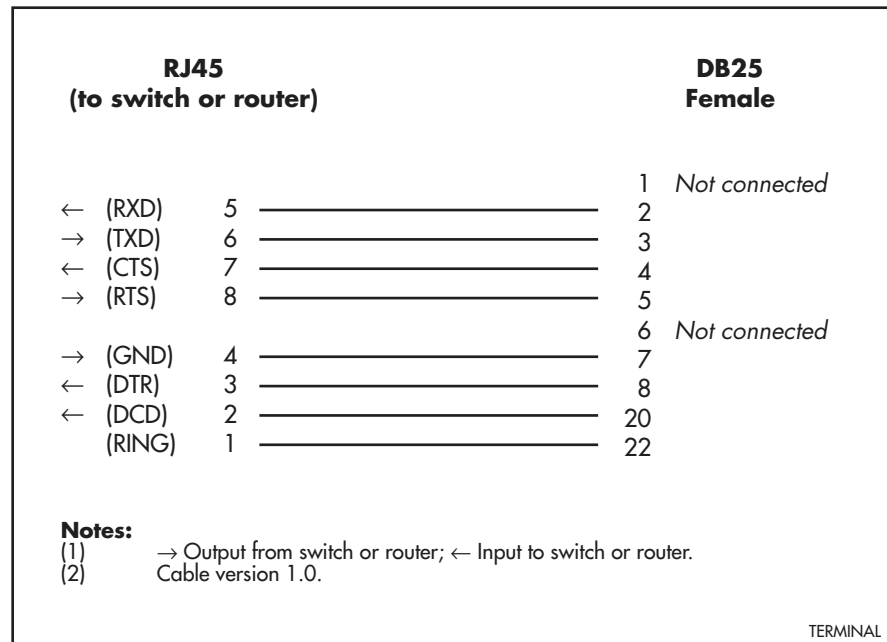 RJ45 DB25
(to switch or router) Female
1 Not connected
← (RXD) 5 2
→ (TXD) 6 3
← (CTS) 7 4
→ (RTS) 8 5
6 Not connected
→ (GND) 4 7
← (DTR) 3 8
← (DCD) 2 20
(RING) 1 22
Notes:
(1) → Output from switch or router; ← Input to switch or router.
(2) Cable version 1.0.
TERMINAL